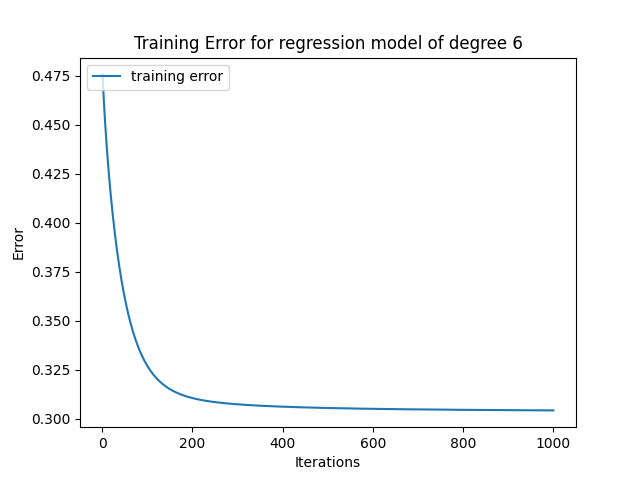 Training Error for regression model of degree 6
training error
0.475
0.450
0.425
0.400
0.375
0.350
0.325
0.300
Error
0 200 400 600 800 1000
Iterations